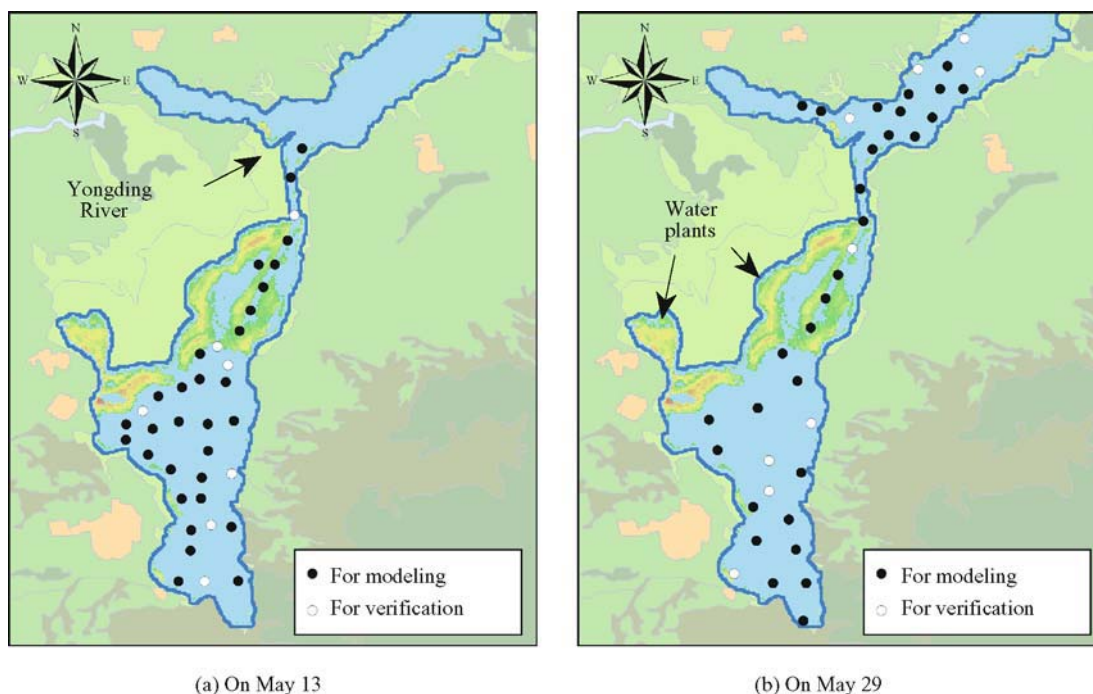 N
W
E
S
Yongding
River
For modeling
For verification
(a) On May 13
N
W
E
S
Water
plants
For modeling
For verification
(b) On May 29